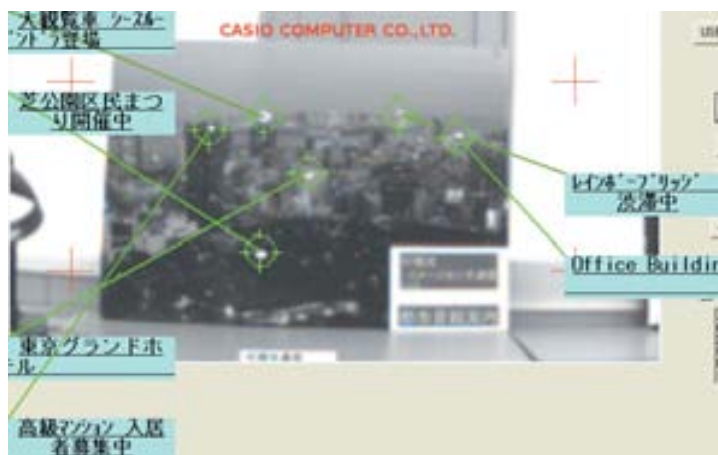 大観覧車 シースルー
ンドラ登場
CASIO COMPUTER CO.,LTD.
USE
芝公園区民まつ
り開催中
レインボーブリッジ
渋滞中
Office Buildin
東京グランドホ
テル
高級マンション 入居
者募集中